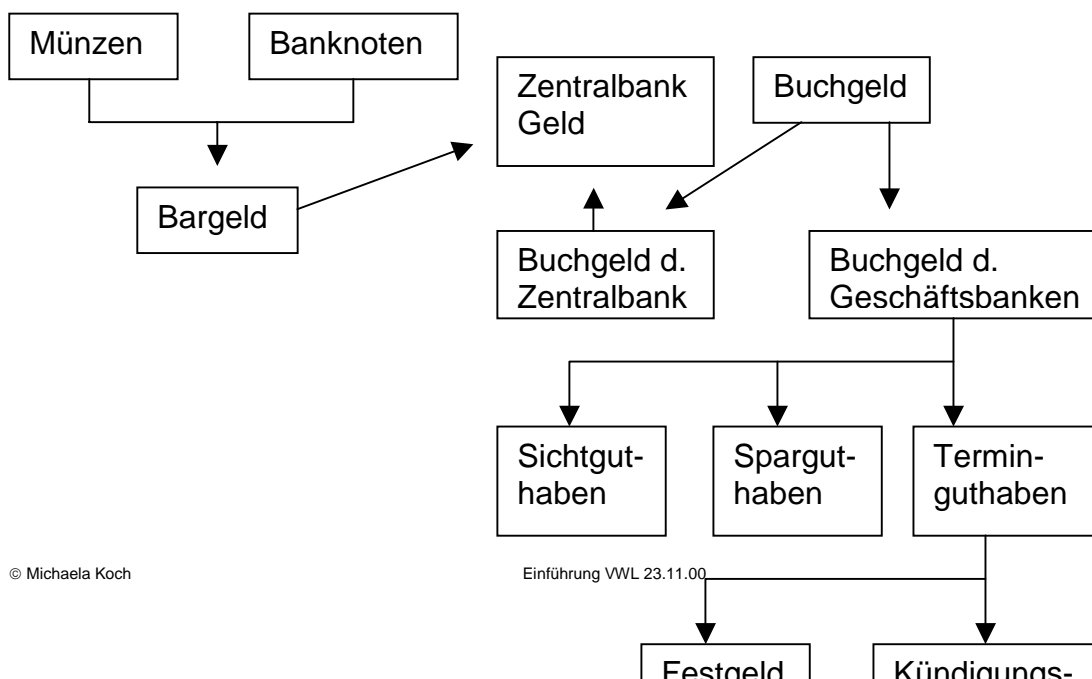 Münzen
Banknoten
Zentralbank
Geld
Buchgeld
Bargeld
Buchgeld d.
Zentralbank
Buchgeld d.
Geschäftsbanken
Sichtgut-
haben
Spargut-
haben
Termin-
guthaben
© Michaela Koch
Einführung VWL 23.11.00
Festgeld
Kündigungs-